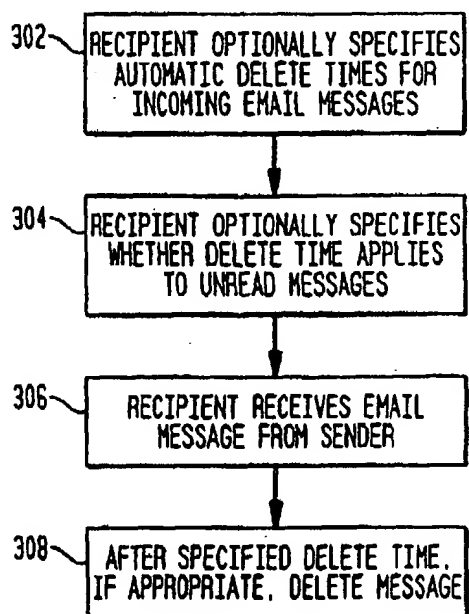 302
RECIPIENT OPTIONALLY SPECIFIES
AUTOMATIC DELETE TIMES FOR
INCOMING EMAIL MESSAGES
304
RECIPIENT OPTIONALLY SPECIFIES
WHETHER DELETE TIME APPLIES
TO UNREAD MESSAGES
306
RECIPIENT RECEIVES EMAIL
MESSAGE FROM SENDER
308
AFTER SPECIFIED DELETE TIME,
IF APPROPRIATE, DELETE MESSAGE